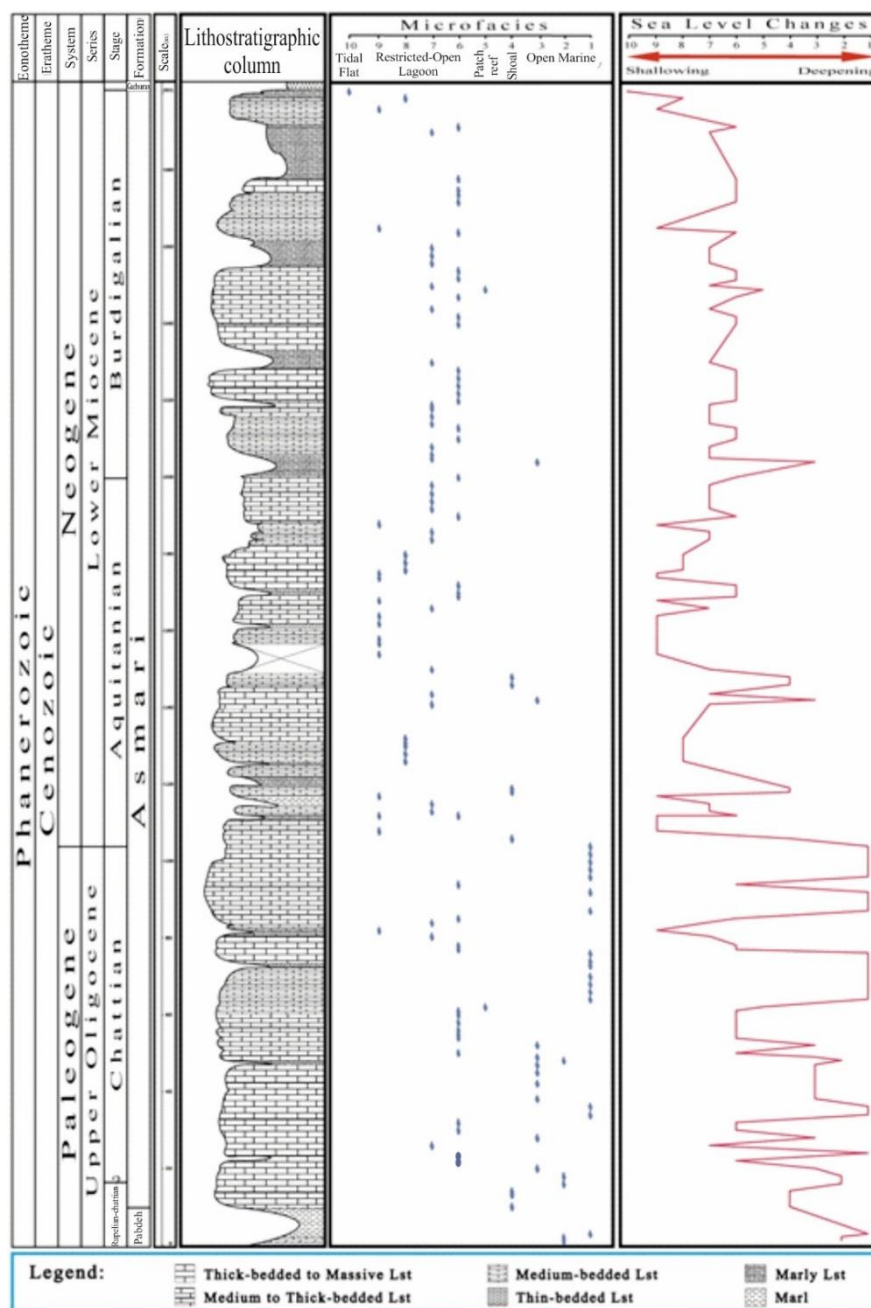 Eonotheme
Eratheme
System
Series
Stage
Formation
Scale
Lithostratigraphic
column
Microfacies
10 9 8 7 6 5 4 3 2 1
Tidal
Flat
Restricted-Open
Lagoon
Patch
reef
Shoal
Open Marine
Sea Level Changes
10 9 8 7 6 5 4 3 2 1
Shallowing
Deepening
Phanerozoic
Cenozoic
Neogene
Paleogene
Lower Miocene
Upper Oligocene
Burdigalian
Aquitanian
Chattian
Rupelian-chattian
Asmari
Pabdeh
Legend:
Thick-bedded to Massive Lst
Medium-bedded Lst
Marly Lst
Medium to Thick-bedded Lst
Thin-bedded Lst
Marl